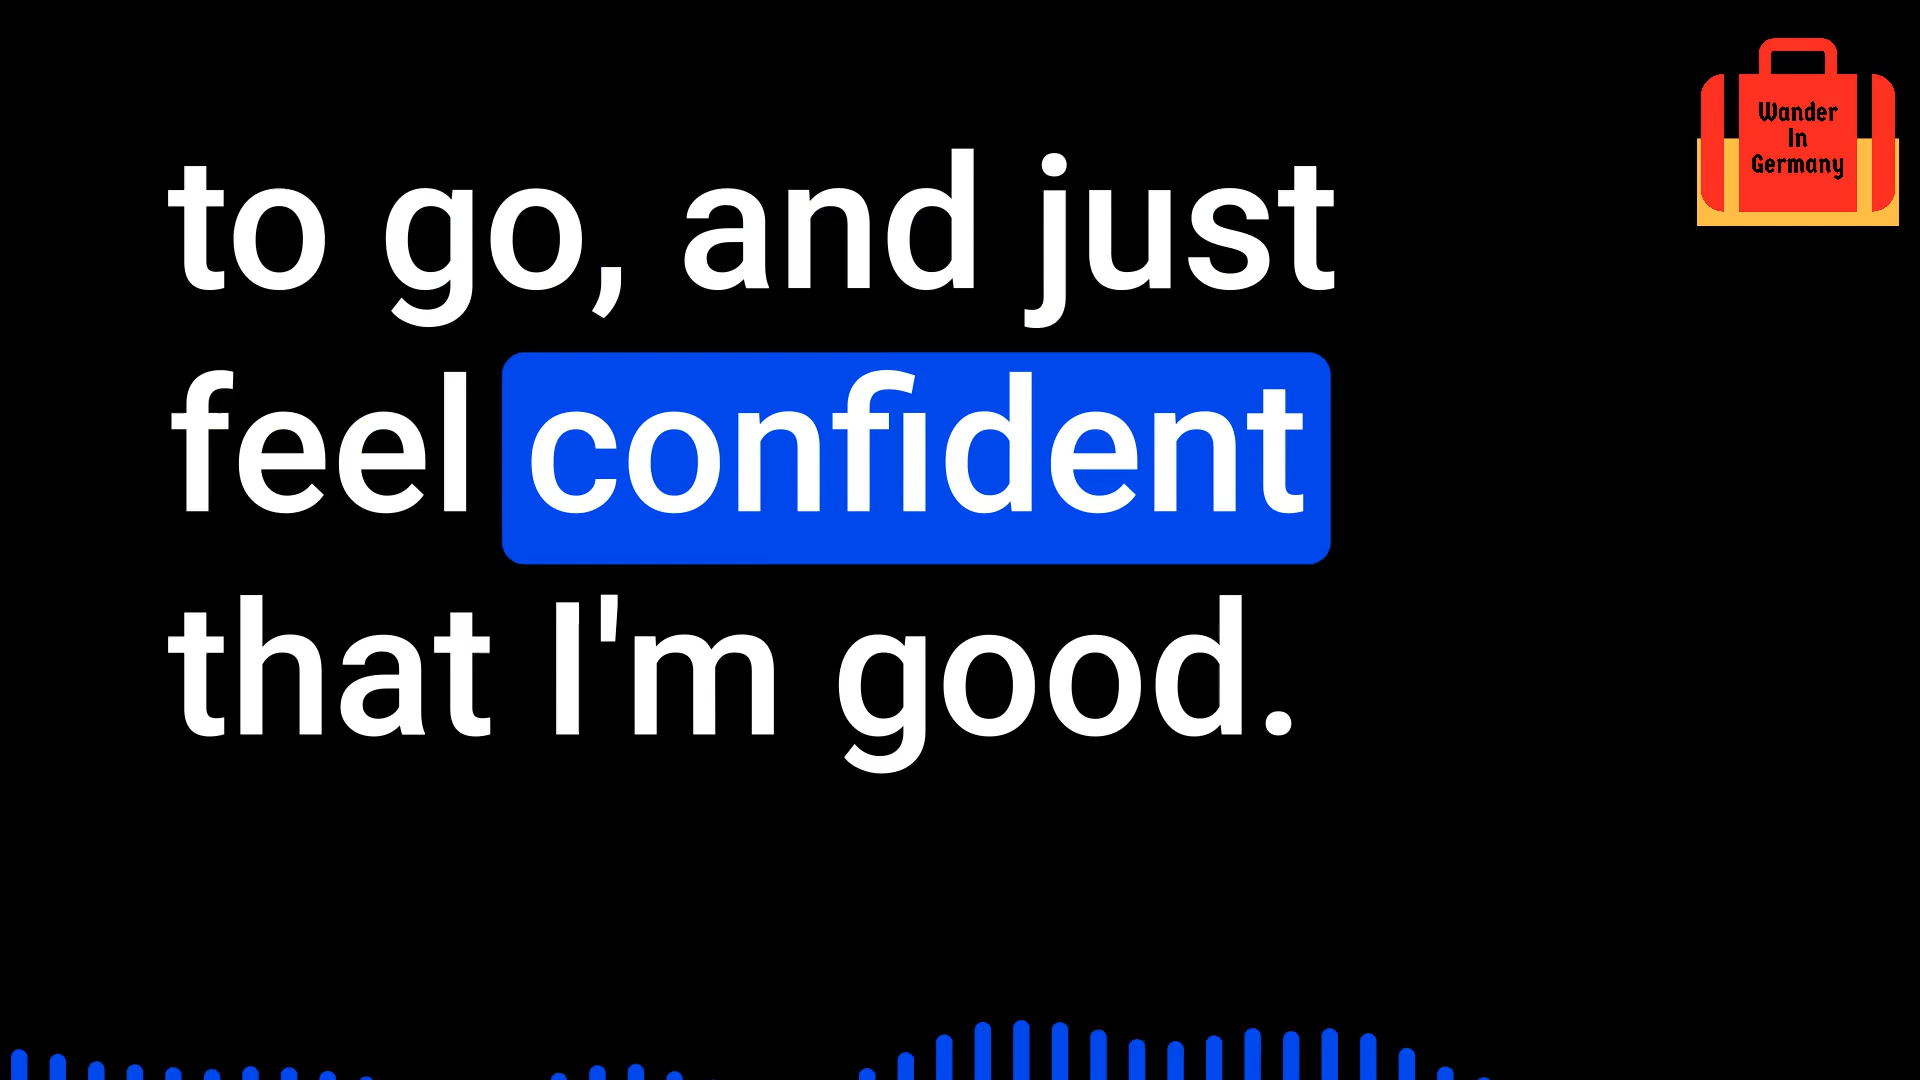 to go, and just
feel confident
that I'm good.
Wander
In
Germany